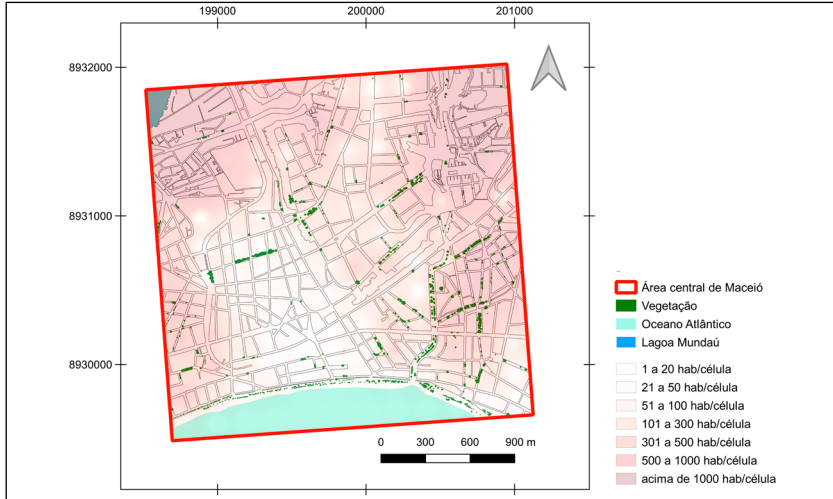 199000 200000 201000
8932000
8931000
8930000
0 300 600 900 m
Área central de Maceió
Vegetação
Oceano Atlântico
Lagoa Mundaú
1 a 20 hab/célula
21 a 50 hab/célula
51 a 100 hab/célula
101 a 300 hab/célula
301 a 500 hab/célula
500 a 1000 hab/célula
acima de 1000 hab/célula